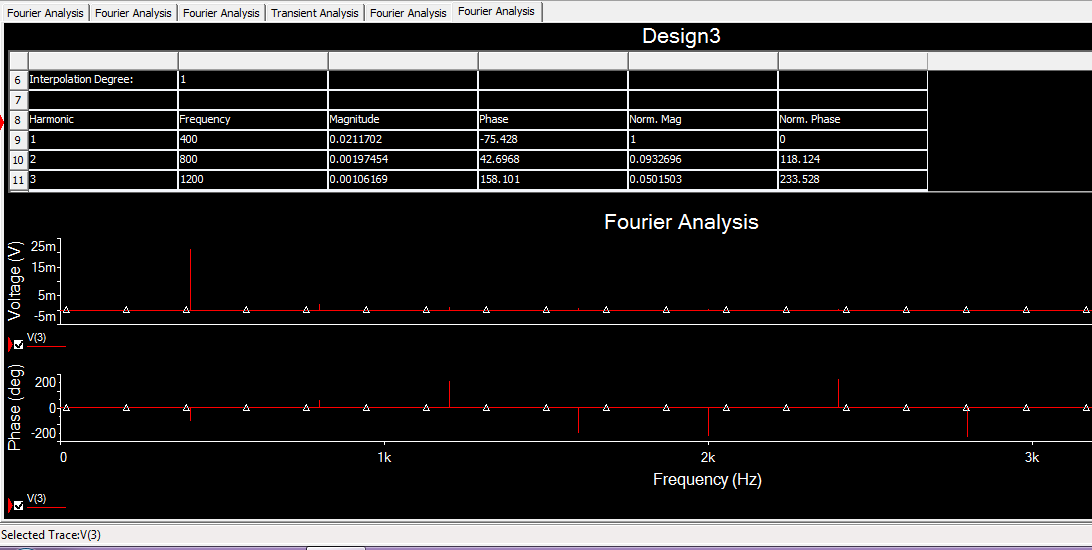 Fourier Analysis Fourier Analysis Fourier Analysis Transient Analysis Fourier Analysis Fourier Analysis
Design3
6 Interpolation Degree: 1
7
8 Harmonic Frequency Magnitude Phase Norm. Mag Norm. Phase
9 1 400 0.0211702 -75.428 1 0
10 2 800 0.00197454 42.6968 0.0932696 118.124
11 3 1200 0.00106169 158.101 0.0501503 233.528
Fourier Analysis
Voltage (V)
25m
15m
5m
-5m
V(3)
Phase (deg)
200
0
-200
0 1k 2k 3k
Frequency (Hz)
V(3)
Selected Trace:V(3)